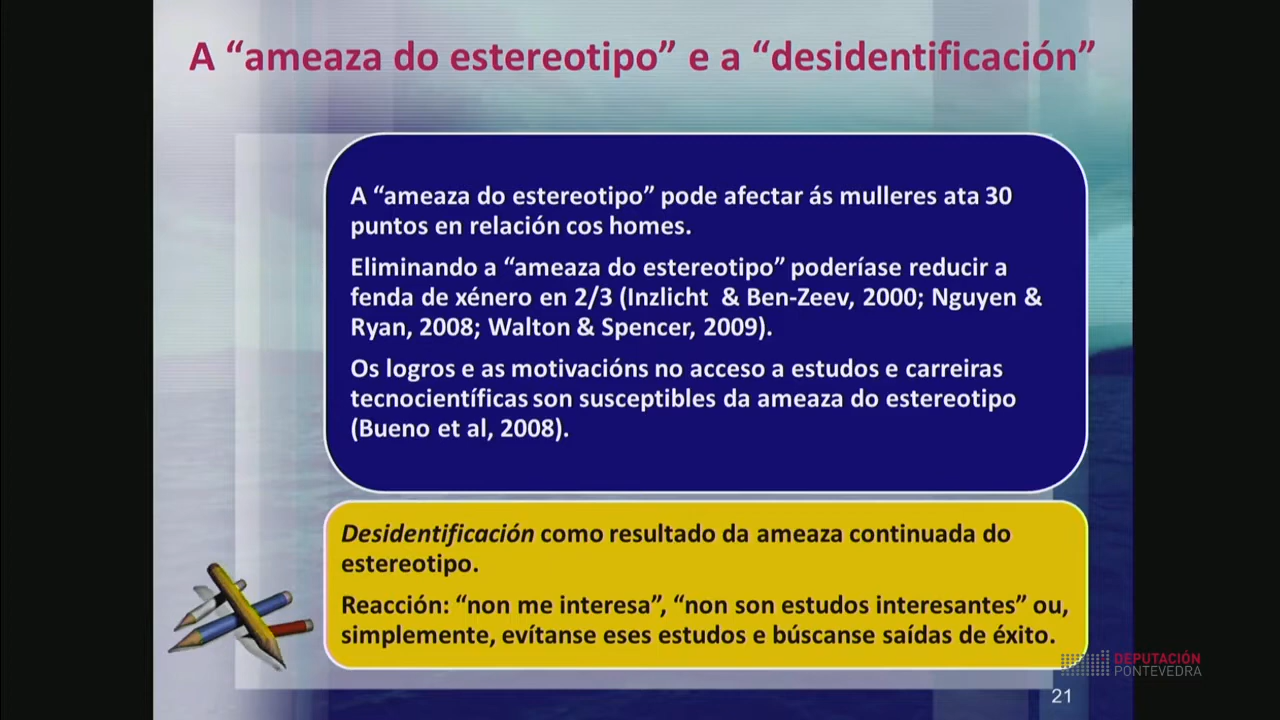 A “ameaza do estereotipo” e a “desidentificación”
A “ameaza do estereotipo” pode afectar ás mulleres ata 30
puntos en relación cos homes.
Eliminando a “ameaza do estereotipo” poderíase reducir a
fenda de xénero en 2/3 (Inzlicht & Ben-Zeev, 2000; Nguyen &
Ryan, 2008; Walton & Spencer, 2009).
Os logros e as motivacións no acceso a estudos e carreiras
tecnocientíficas son susceptibles da ameaza do estereotipo
(Bueno et al, 2008).
Desidentificación como resultado da ameaza continuada do
estereotipo.
Reacción: “non me interesa”, “non son estudos interesantes” ou,
simplemente, evítanse eses estudos e búscanse saídas de éxito.
DEPUTACIÓN
PONTEVEDRA
21